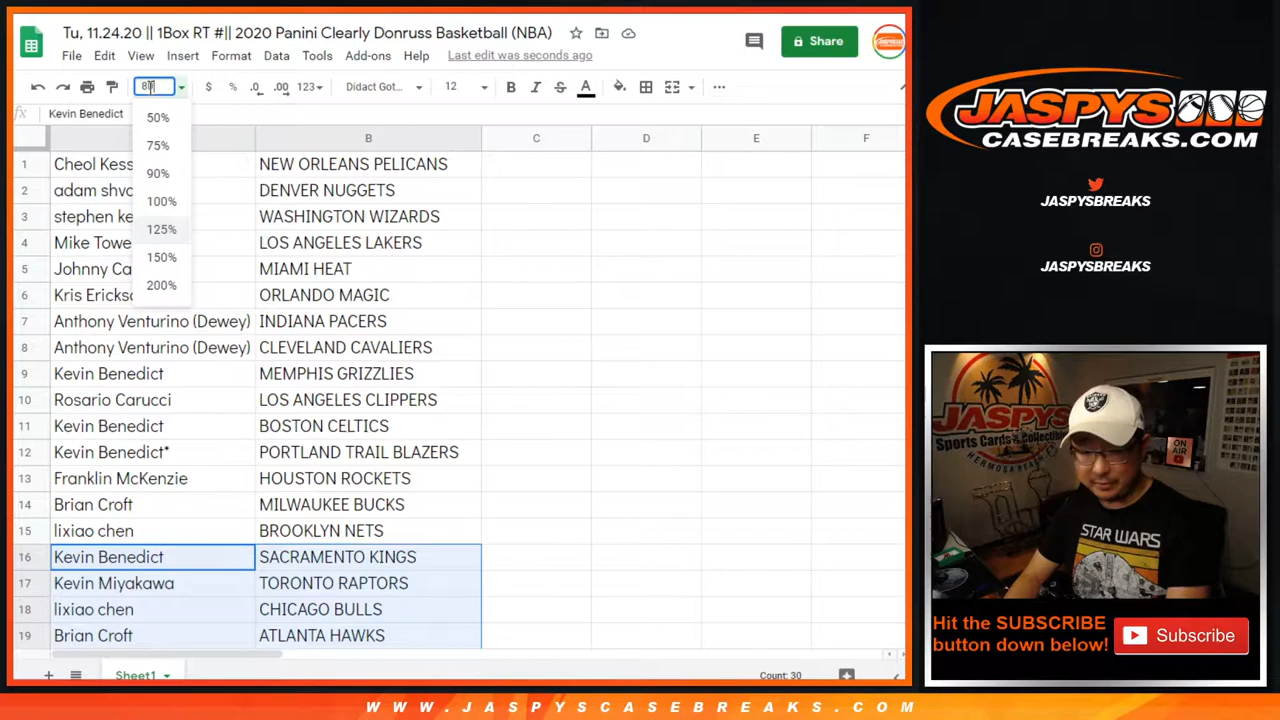 Tu, 11.24.20 || 1Box RT #|| 2020 Panini Clearly Donruss Basketball (NBA)
File Edit View Insert Format Data Tools Add-ons Help Last edit was seconds ago
Share
$ % .0 .00 123 Didact Got... 12 B I S A
fx Kevin Benedict
50%
75%
90%
100%
125%
150%
200%
A B C D E F
1 Cheol Kess NEW ORLEANS PELICANS
2 adam shvo DENVER NUGGETS
3 stephen ke WASHINGTON WIZARDS
4 Mike Towe LOS ANGELES LAKERS
5 Johnny Ca MIAMI HEAT
6 Kris Ericks ORLANDO MAGIC
7 Anthony Venturino (Dewey) INDIANA PACERS
8 Anthony Venturino (Dewey) CLEVELAND CAVALIERS
9 Kevin Benedict MEMPHIS GRIZZLIES
10 Rosario Carucci LOS ANGELES CLIPPERS
11 Kevin Benedict BOSTON CELTICS
12 Kevin Benedict* PORTLAND TRAIL BLAZERS
13 Franklin McKenzie HOUSTON ROCKETS
14 Brian Croft MILWAUKEE BUCKS
15 lixiao chen BROOKLYN NETS
16 Kevin Benedict SACRAMENTO KINGS
17 Kevin Miyakawa TORONTO RAPTORS
18 lixiao chen CHICAGO BULLS
19 Brian Croft ATLANTA HAWKS
Sheet1
Count: 30
JASPYS
CASEBREAKS.COM
JASPYSBREAKS
JASPYSBREAKS
JASPYS
Sports Cards & Collectibles
HERMOSA BEACH
ON AIR
STAR WARS
Hit the SUBSCRIBE
button down below!
Subscribe
WWW.JASPYSCASEBREAKS.COM